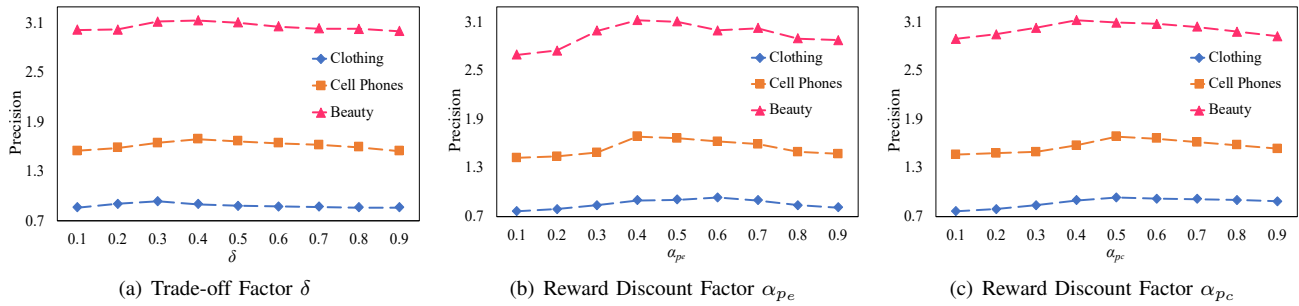 3.1
2.5
1.9
1.3
0.7
Precision
Clothing
Cell Phones
Beauty
0.1 0.2 0.3 0.4 0.5 0.6 0.7 0.8 0.9
δ
(a) Trade-off Factor δ
3.1
2.5
1.9
1.3
0.7
Precision
Clothing
Cell Phones
Beauty
0.1 0.2 0.3 0.4 0.5 0.6 0.7 0.8 0.9
αpe
(b) Reward Discount Factor αpe
3.1
2.5
1.9
1.3
0.7
Precision
Clothing
Cell Phones
Beauty
0.1 0.2 0.3 0.4 0.5 0.6 0.7 0.8 0.9
αpc
(c) Reward Discount Factor αpc